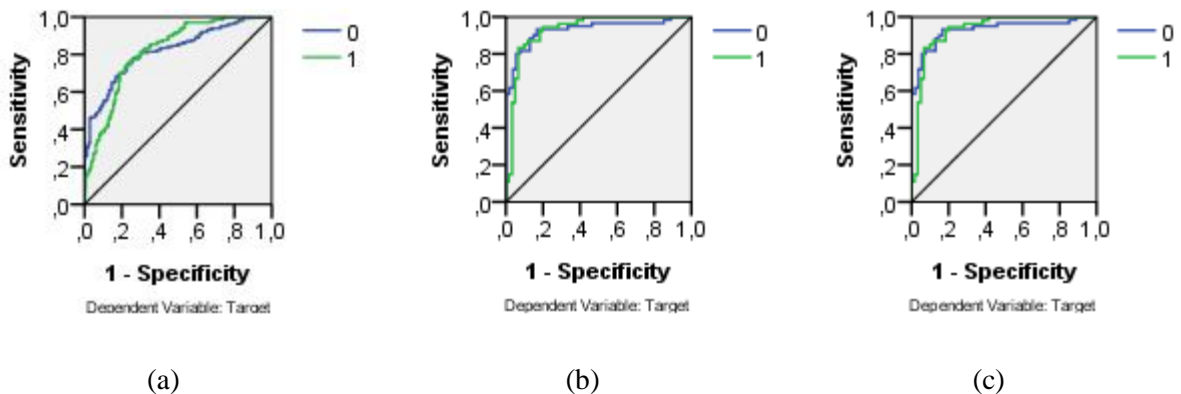 1,0
,8
,6
,4
,2
,0
Sensitivity
,0 ,2 ,4 ,6 ,8 1,0
1 - Specificity
Dependent Variable: Target
0
1
(a)
1,0
,8
,6
,4
,2
,0
Sensitivity
,0 ,2 ,4 ,6 ,8 1,0
1 - Specificity
Dependent Variable: Target
0
1
(b)
1,0
,8
,6
,4
,2
,0
Sensitivity
,0 ,2 ,4 ,6 ,8 1,0
1 - Specificity
Dependent Variable: Target
0
1
(c)